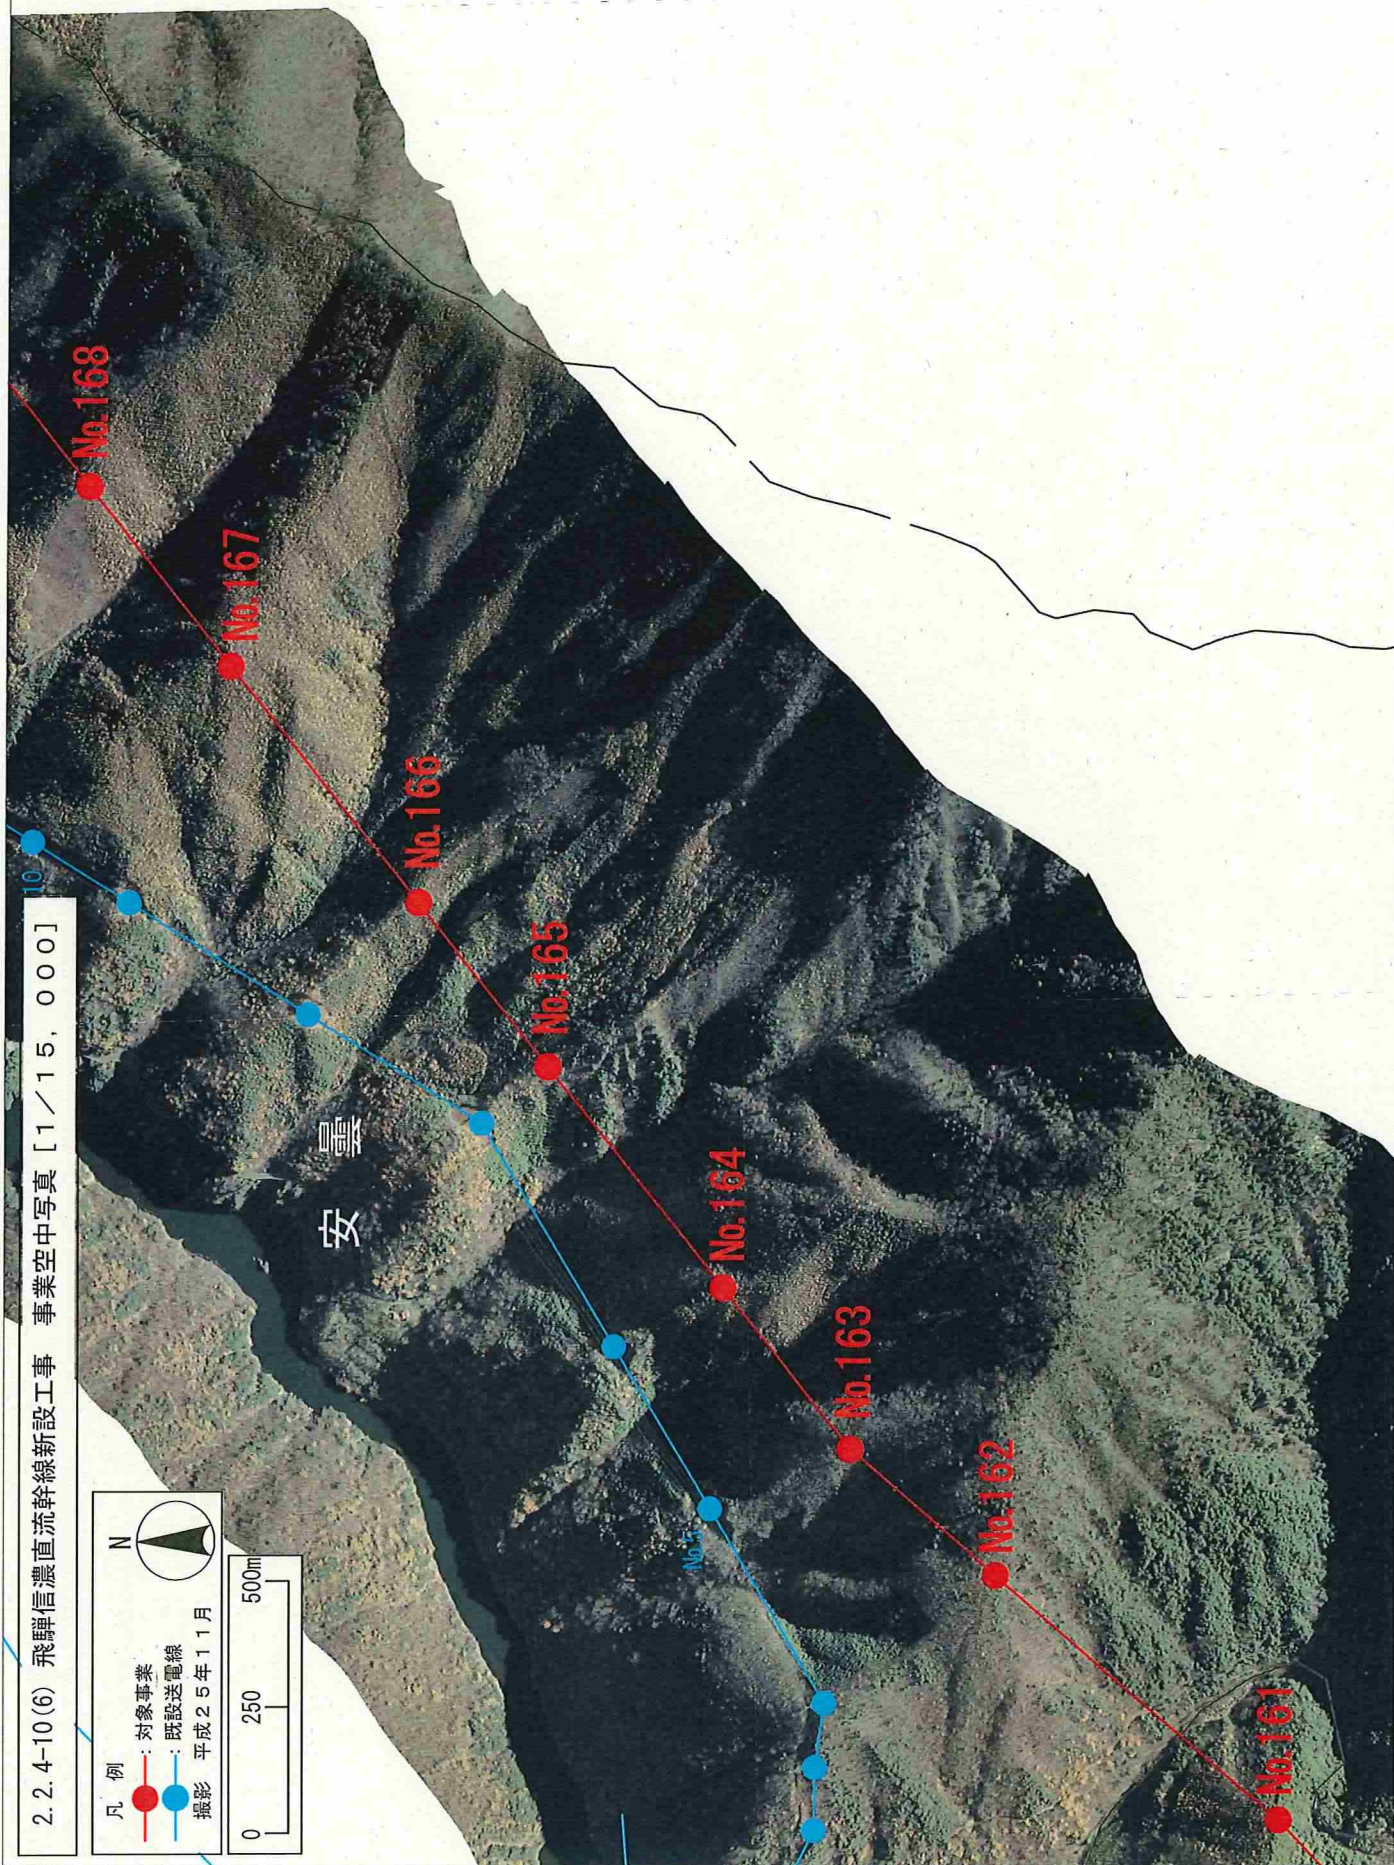 2.2.4-10(6) 飛騨信濃直流幹線新設工事　事業空中写真 [1/15,000]
凡　例
:対象事業
:既設送電線
撮影　平成25年11月
N
0　250　500m
安　曇
10
No.5
No.161
No.162
No.163
No.164
No.165
No.166
No.167
No.168